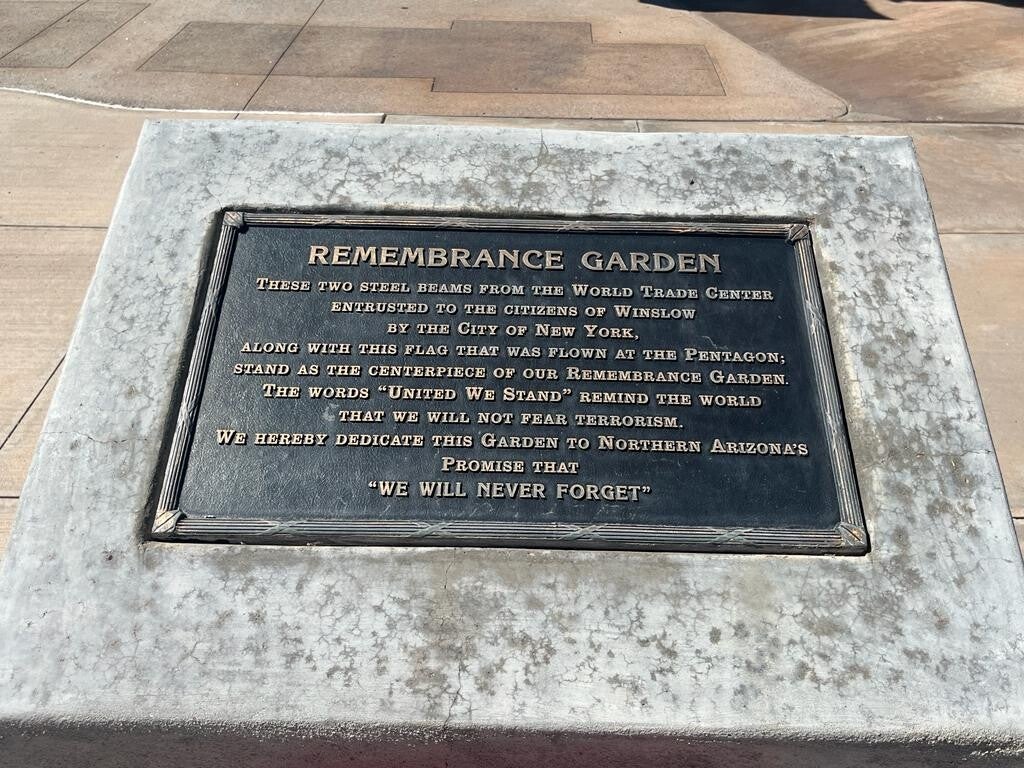 REMEMBRANCE GARDEN
THESE TWO STEEL BEAMS FROM THE WORLD TRADE CENTER
ENTRUSTED TO THE CITIZENS OF WINSLOW
BY THE CITY OF NEW YORK,
ALONG WITH THIS FLAG THAT WAS FLOWN AT THE PENTAGON;
STAND AS THE CENTERPIECE OF OUR REMEMBRANCE GARDEN.
THE WORDS “UNITED WE STAND” REMIND THE WORLD
THAT WE WILL NOT FEAR TERRORISM.
WE HEREBY DEDICATE THIS GARDEN TO NORTHERN ARIZONA'S
PROMISE THAT
“WE WILL NEVER FORGET”